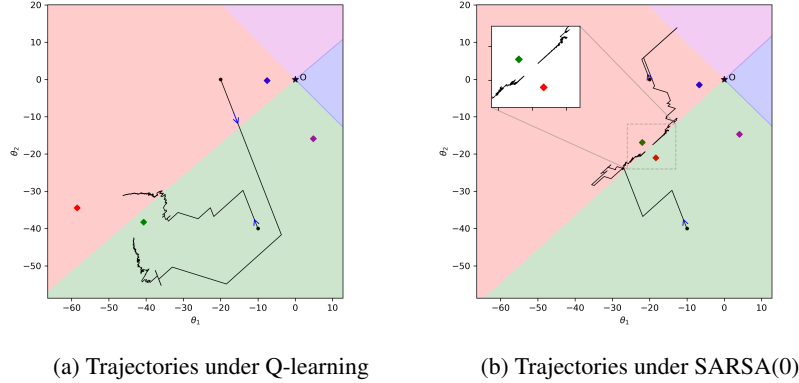 20
10
0
−10
−20
−30
−40
−50
θ₂
O
−60 −50 −40 −30 −20 −10 0 10
θ₁
(a) Trajectories under Q-learning
20
10
0
−10
−20
−30
−40
−50
θ₂
O
−60 −50 −40 −30 −20 −10 0 10
θ₁
(b) Trajectories under SARSA(0)